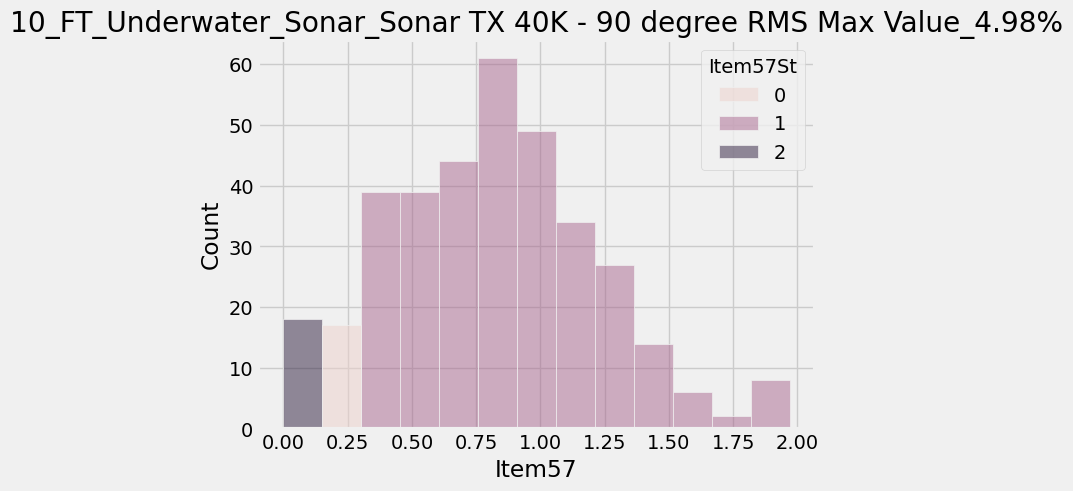 10_FT_Underwater_Sonar_Sonar TX 40K - 90 degree RMS Max Value_4.98%
Item57St
0
1
2
60
50
40
30
20
10
0
Count
0.00 0.25 0.50 0.75 1.00 1.25 1.50 1.75 2.00
Item57